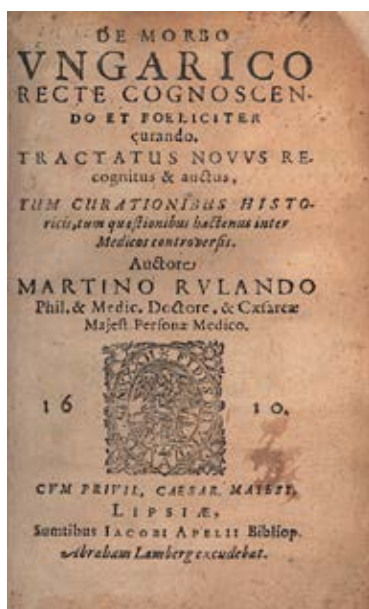 DE MORBO
VNGARICO
RECTE COGNOSCEN-
DO ET FOELICITER
curando.
TRACTATUS NOVVS RE-
cognitus & auctus,
TUM CURATIONIBUS HISTO-
ricis, tum quæstionibus hactenus inter
Medicos controversis.
Auctore
MARTINO RVLANDO
Phil. & Medic. Doctore, & Cæsareæ
Majest. Personæ Medico.
16 10.
CVM PRIVIL, CAESAR. MAIEST.
LIPSIÆ,
Sumtibus IACOBI APELII Bibliop.
Abraham Lamberg excudebat.